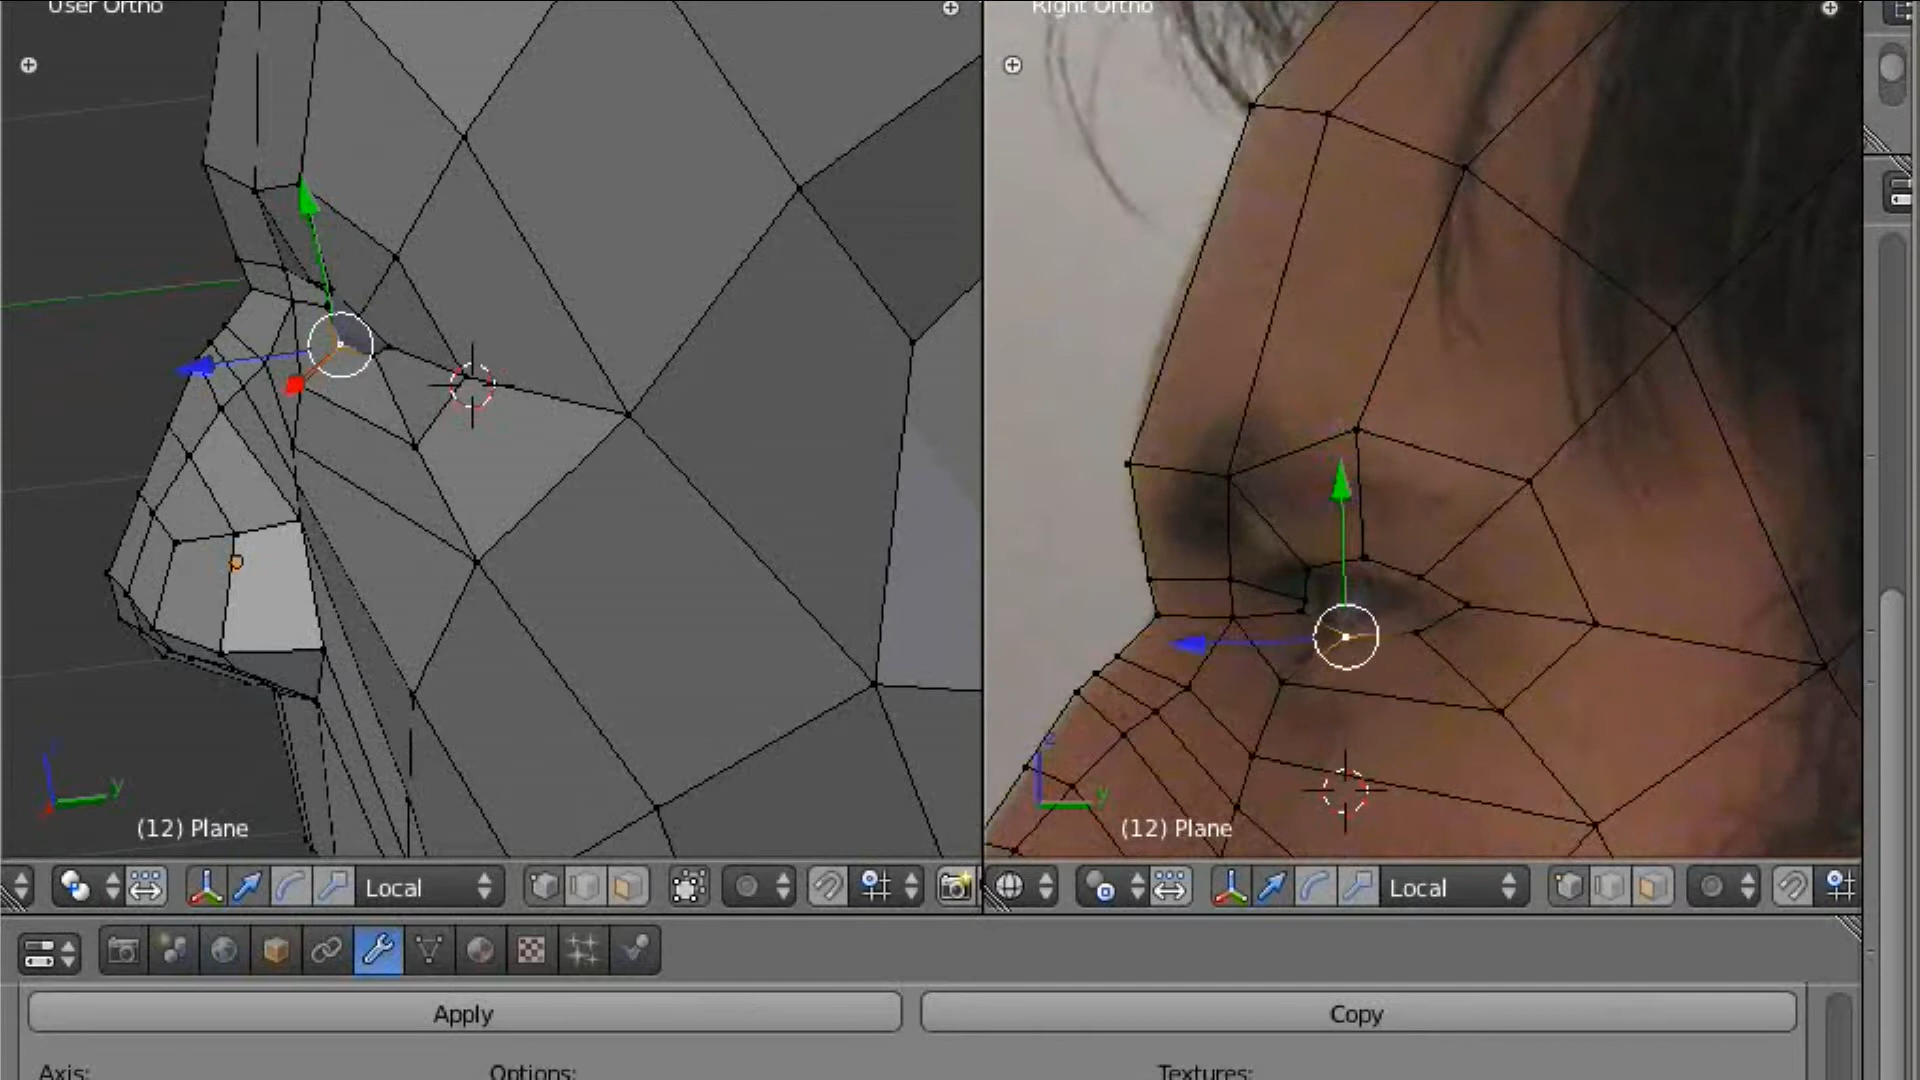 User Ortho
Right Ortho
z
y
y
(12) Plane
(12) Plane
Local
Local
Apply
Copy
Axis:
Options:
Textures: